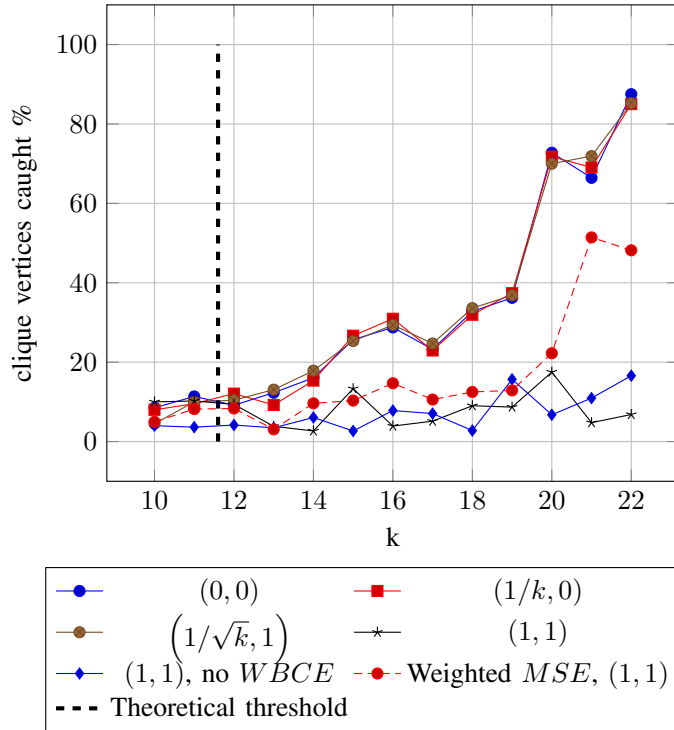 100
80
60
40
20
0
clique vertices caught %
10 12 14 16 18 20 22
k
(0, 0) (1/k, 0)
(1/√k, 1) (1, 1)
(1, 1), no WBCE Weighted MSE, (1, 1)
Theoretical threshold